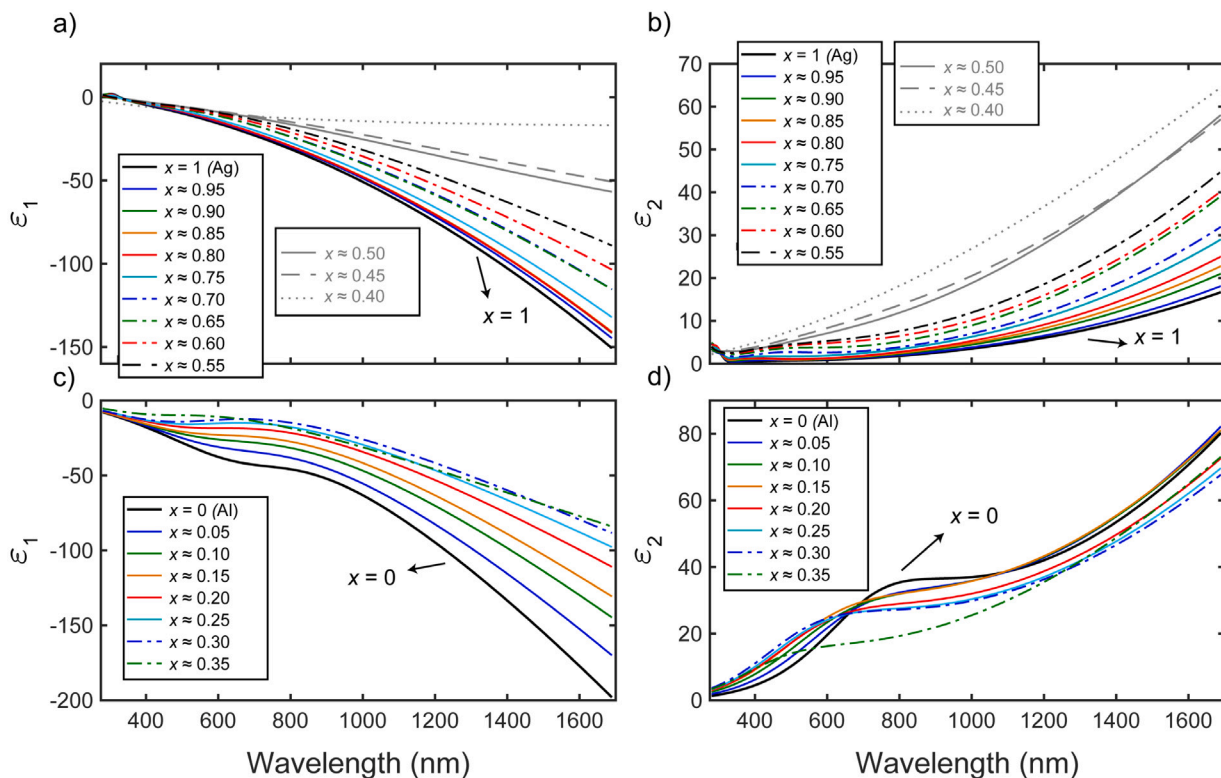 a)
0
-50
-100
-150
ε1
x = 1 (Ag)
x ≈ 0.95
x ≈ 0.90
x ≈ 0.85
x ≈ 0.80
x ≈ 0.75
x ≈ 0.70
x ≈ 0.65
x ≈ 0.60
x ≈ 0.55
x ≈ 0.50
x ≈ 0.45
x ≈ 0.40
x = 1
b)
70
60
50
40
30
20
10
0
ε2
x = 1 (Ag)
x ≈ 0.95
x ≈ 0.90
x ≈ 0.85
x ≈ 0.80
x ≈ 0.75
x ≈ 0.70
x ≈ 0.65
x ≈ 0.60
x ≈ 0.55
x ≈ 0.50
x ≈ 0.45
x ≈ 0.40
x = 1
c)
0
-50
-100
-150
-200
ε1
x = 0 (Al)
x ≈ 0.05
x ≈ 0.10
x ≈ 0.15
x ≈ 0.20
x ≈ 0.25
x ≈ 0.30
x ≈ 0.35
x = 0
400 600 800 1000 1200 1400 1600
Wavelength (nm)
d)
80
60
40
20
0
ε2
x = 0 (Al)
x ≈ 0.05
x ≈ 0.10
x ≈ 0.15
x ≈ 0.20
x ≈ 0.25
x ≈ 0.30
x ≈ 0.35
x = 0
400 600 800 1000 1200 1400 1600
Wavelength (nm)